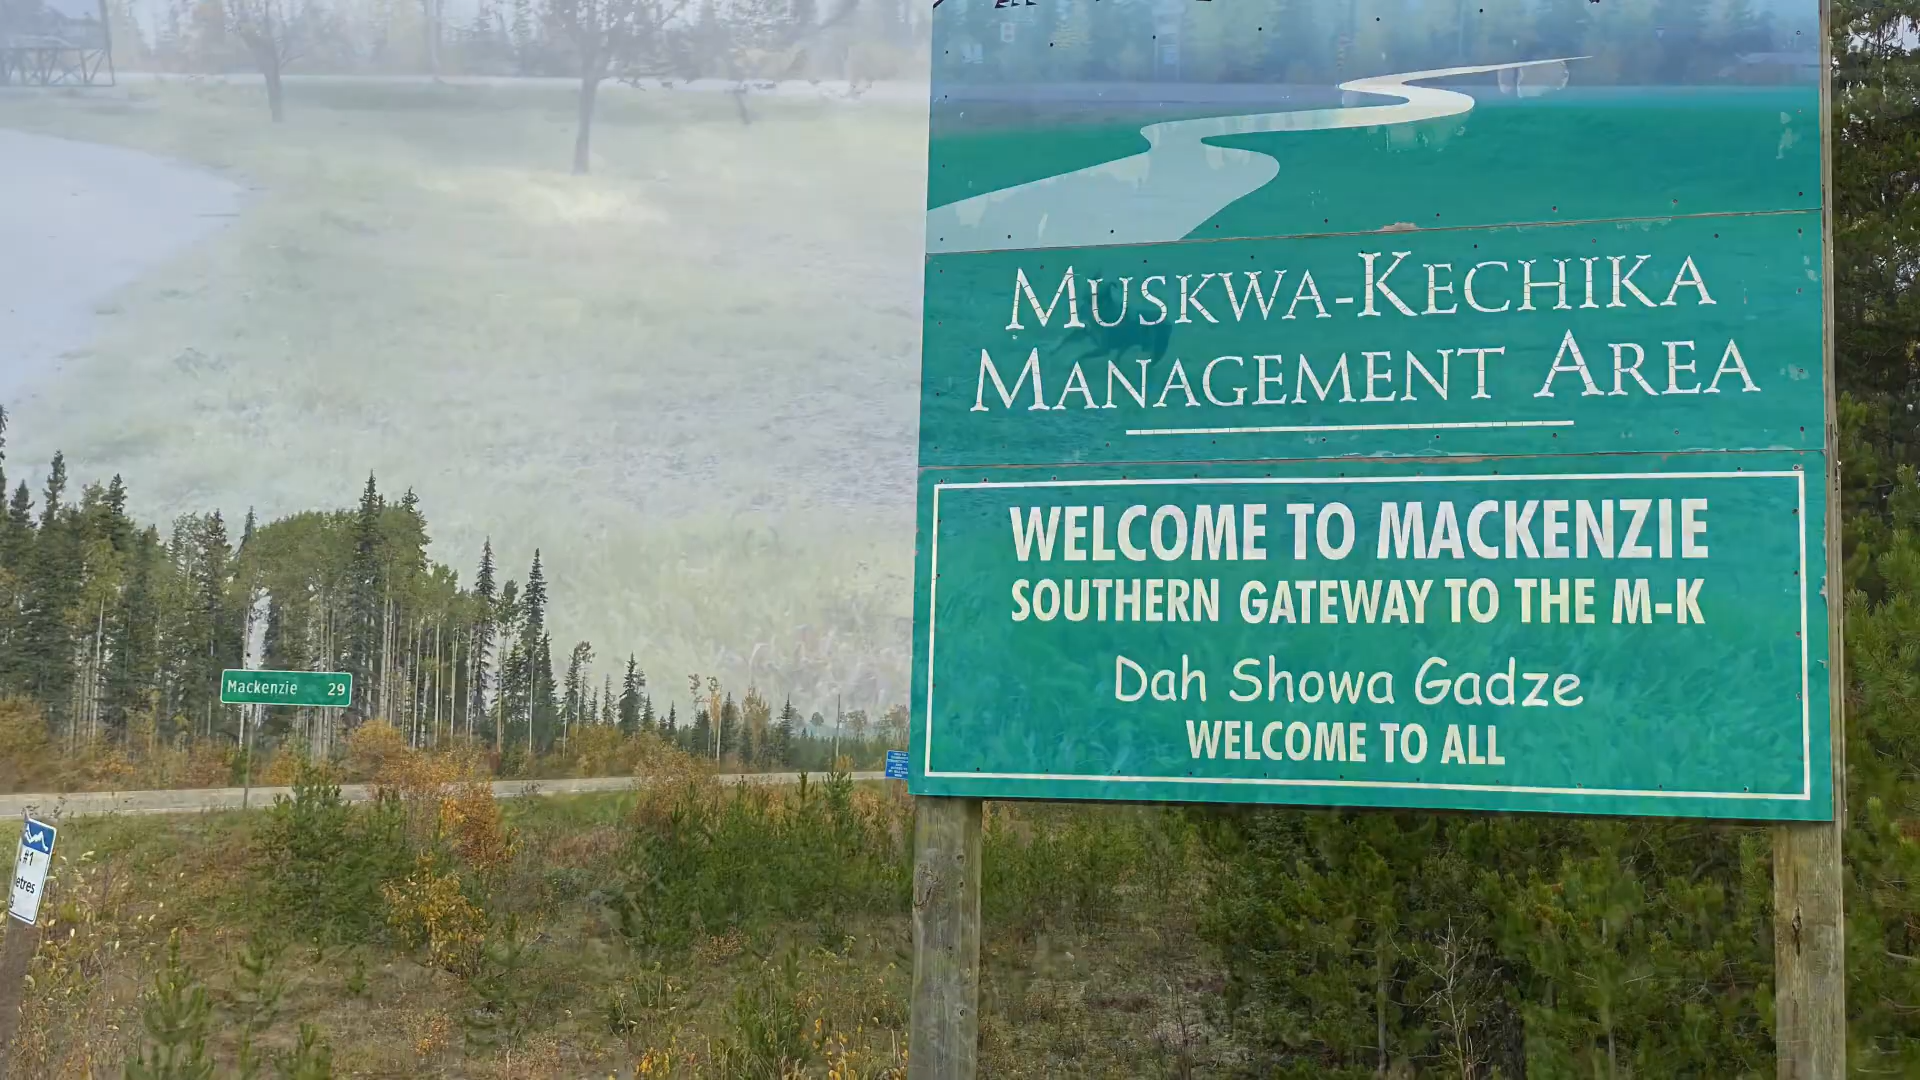 MUSKWA-KECHIKA
MANAGEMENT AREA
WELCOME TO MACKENZIE
SOUTHERN GATEWAY TO THE M-K
Dah Showa Gadze
WELCOME TO ALL
Mackenzie 29
#1
etres